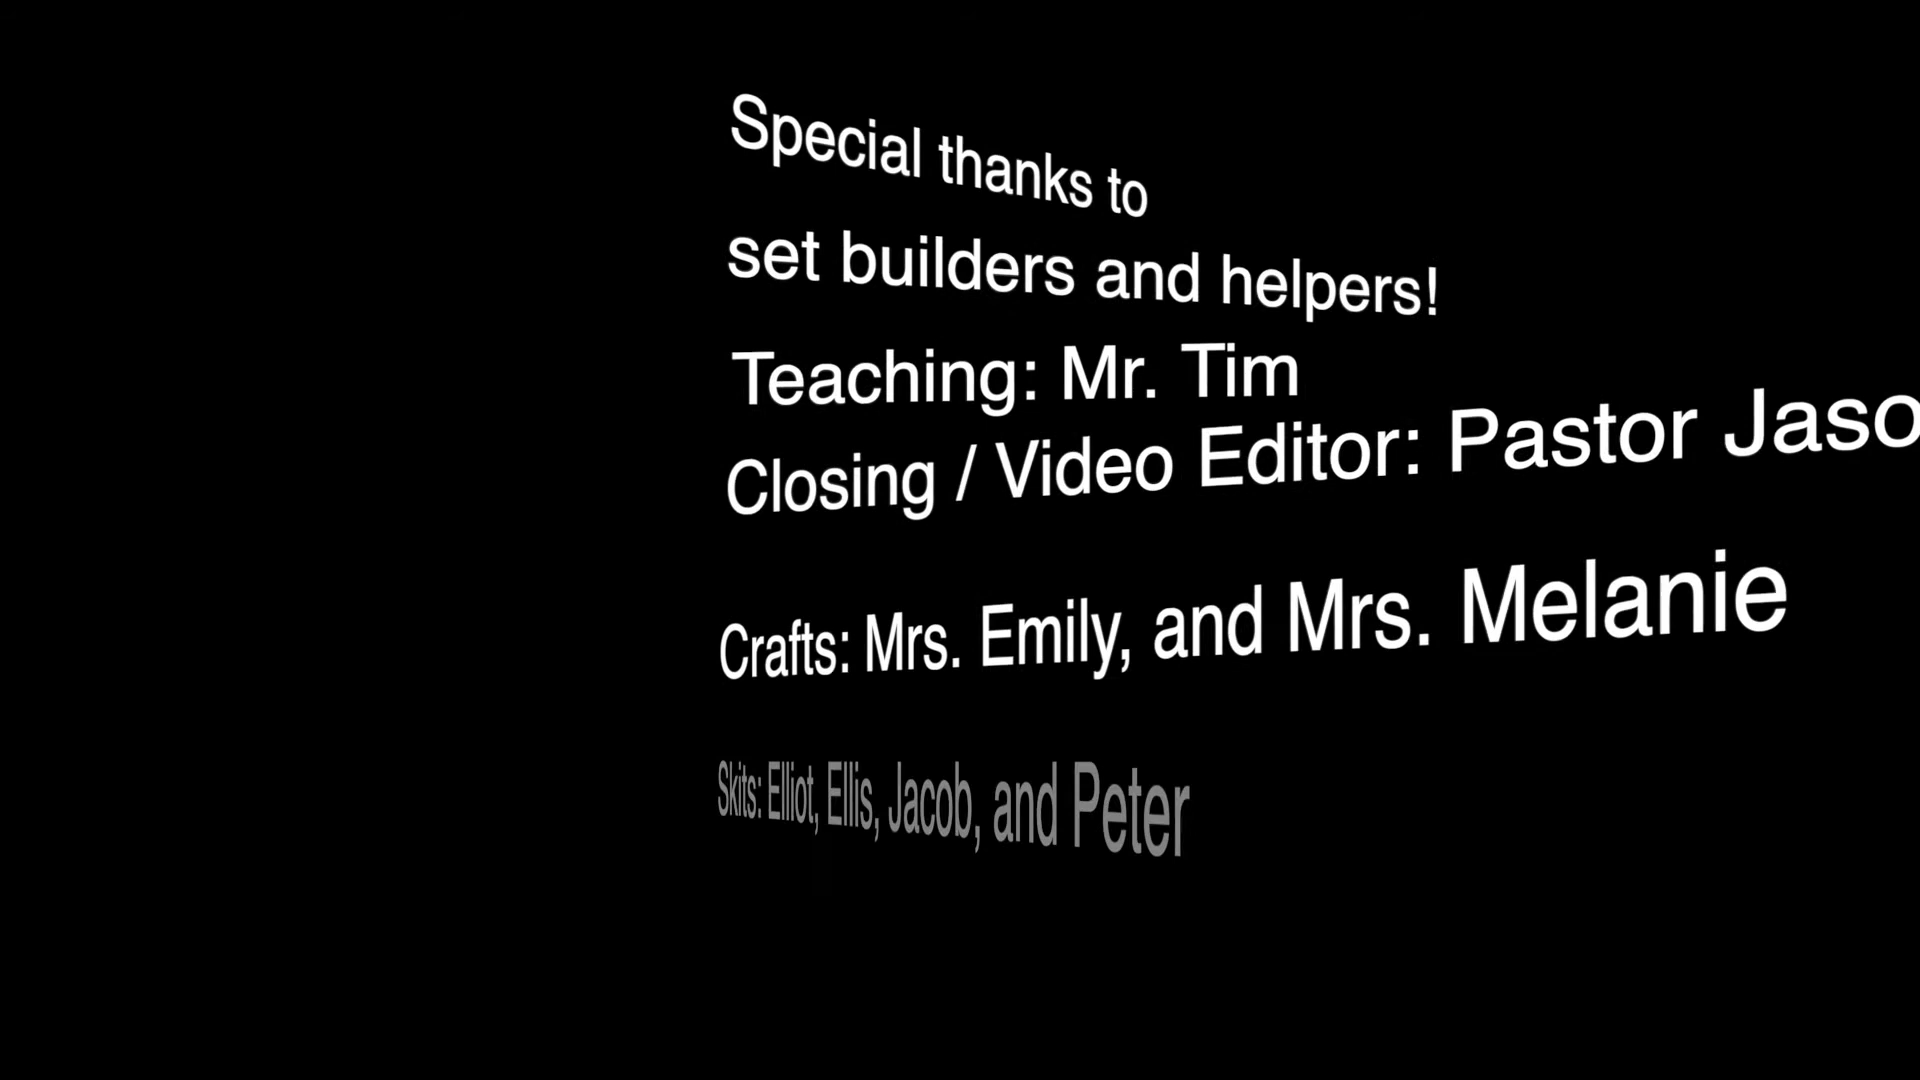 Special thanks to
set builders and helpers!
Teaching: Mr. Tim
Closing / Video Editor: Pastor Jaso
Crafts: Mrs. Emily, and Mrs. Melanie
Skits: Elliot, Ellis, Jacob, and Peter